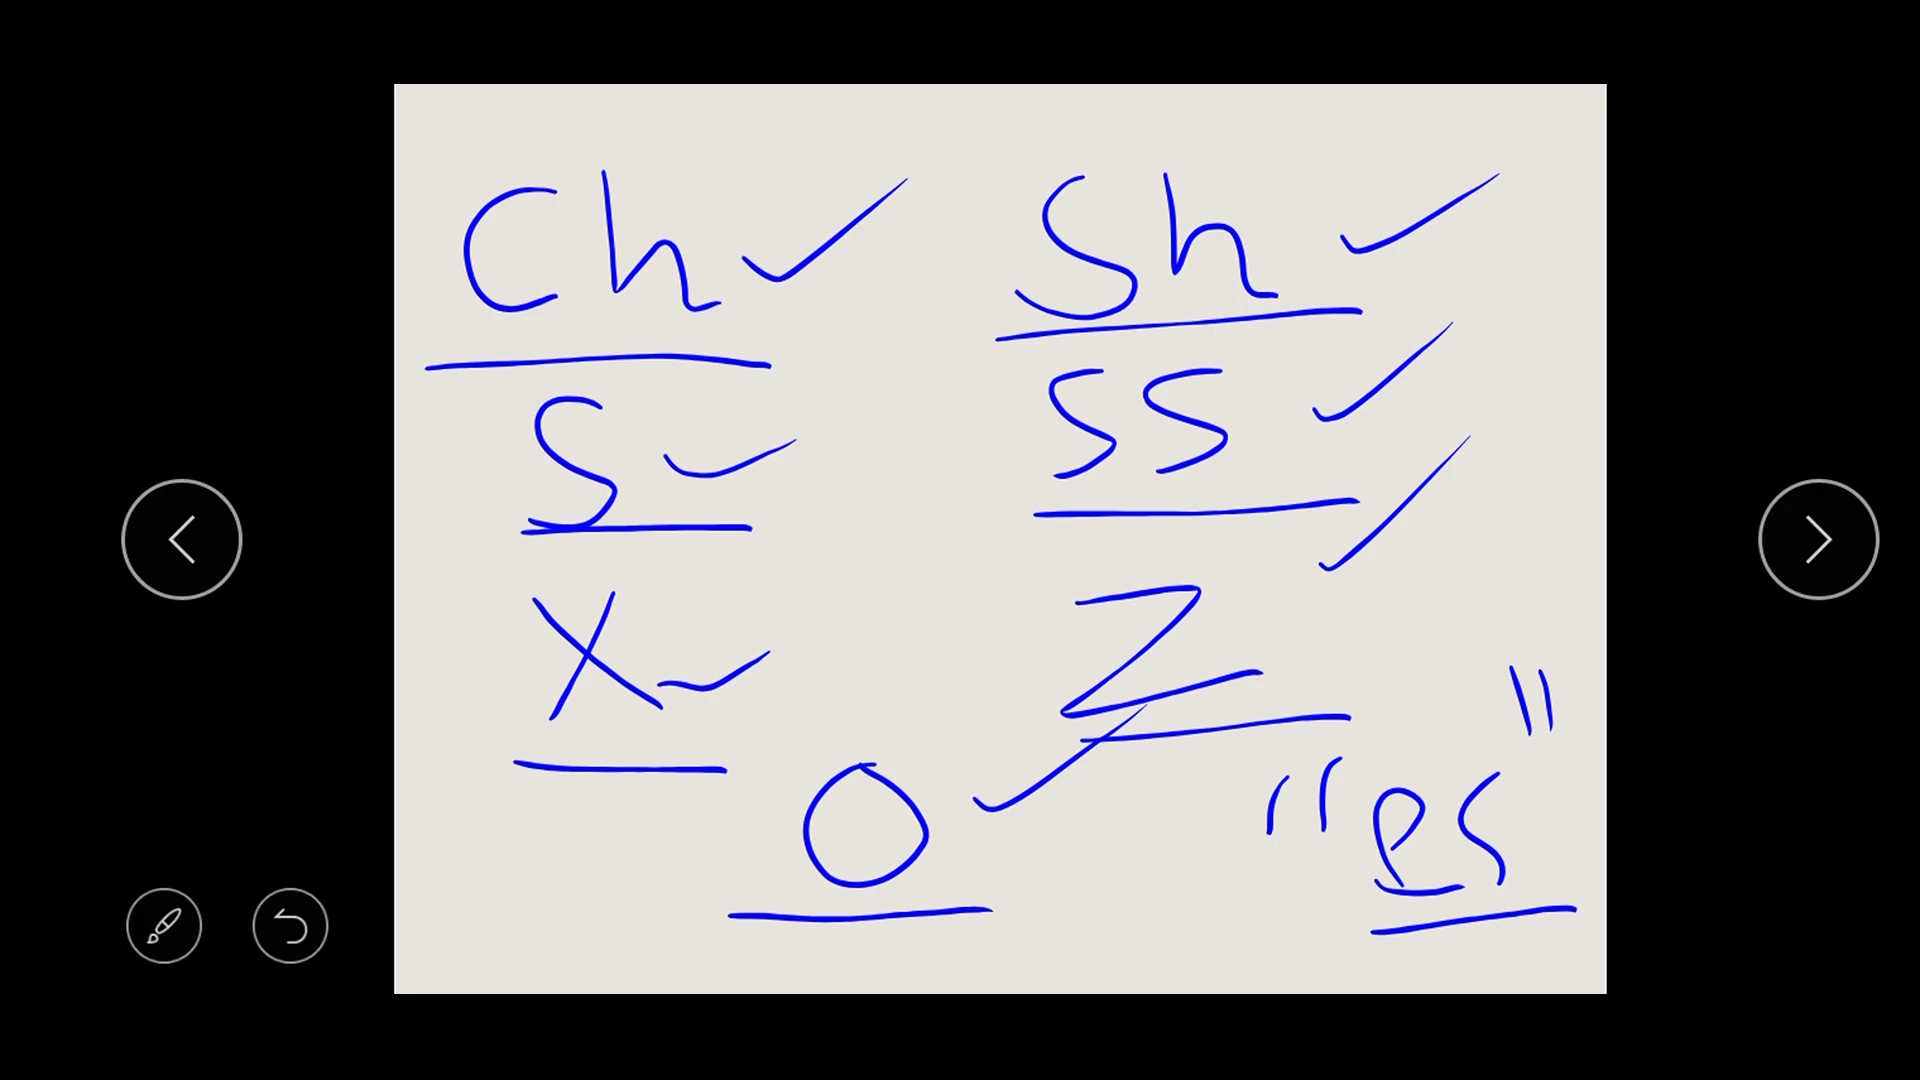 Ch ✓ Sh ✓
S ✓ SS ✓
X ✓ Z ✓
O ✓ "es"